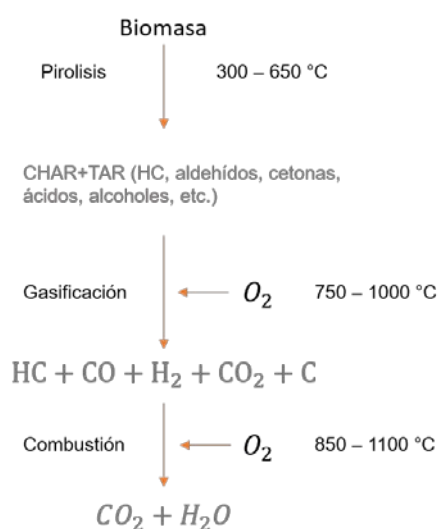 Biomasa
Pirolisis 300 – 650 °C
CHAR+TAR (HC, aldehídos, cetonas,
ácidos, alcoholes, etc.)
Gasificación O₂ 750 – 1000 °C
HC + CO + H₂ + CO₂ + C
Combustión O₂ 850 – 1100 °C
CO₂ + H₂O